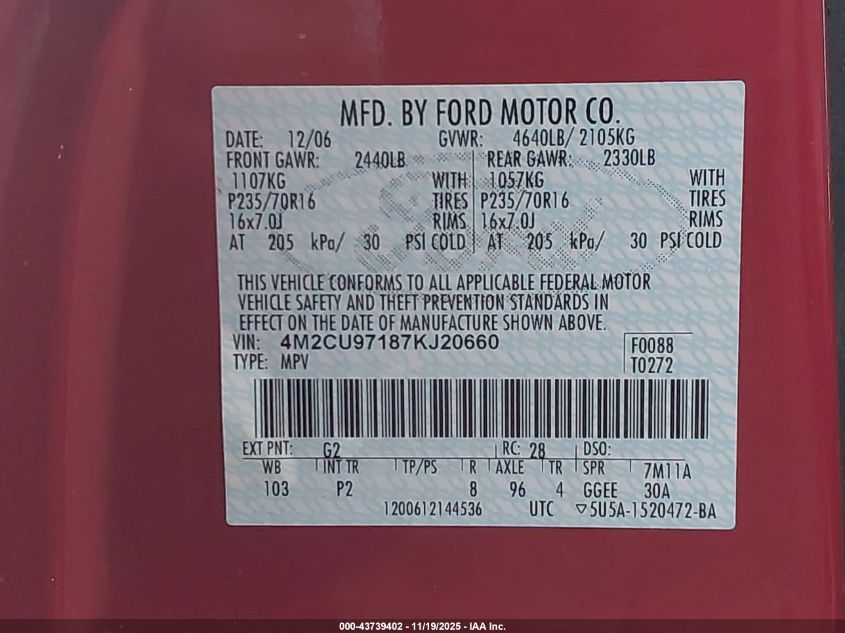 MFD. BY FORD MOTOR CO.
DATE: 12/06 GVWR: 4640LB/ 2105KG
FRONT GAWR: 2440LB REAR GAWR: 2330LB
1107KG WITH 1057KG WITH
P235/70R16 TIRES P235/70R16 TIRES
16x7.0J RIMS 16x7.0J RIMS
AT 205 kPa/ 30 PSI COLD AT 205 kPa/ 30 PSI COLD
THIS VEHICLE CONFORMS TO ALL APPLICABLE FEDERAL MOTOR
VEHICLE SAFETY AND THEFT PREVENTION STANDARDS IN
EFFECT ON THE DATE OF MANUFACTURE SHOWN ABOVE.
VIN: 4M2CU97187KJ20660 F0088
TYPE: MPV T0272
EXT PNT: G2 RC: 28 DSO:
WB INT TR TP/PS R AXLE TR SPR 7M11A
103 P2 8 96 4 GGEE 30A
1200612144536 UTC ▽5U5A-1520472-BA
000-43739402 - 11/19/2025 - IAA Inc.